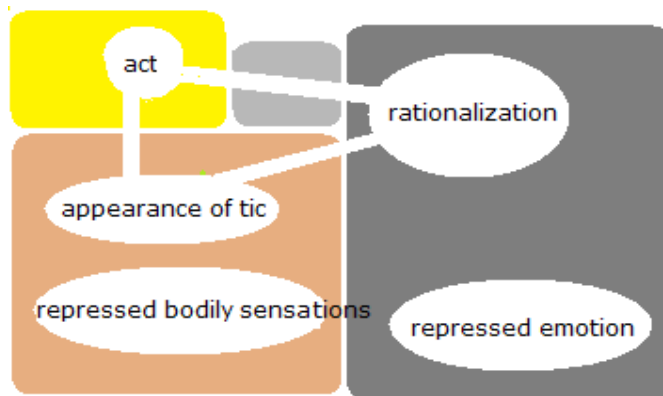 act
rationalization
appearance of tic
repressed bodily sensations
repressed emotion